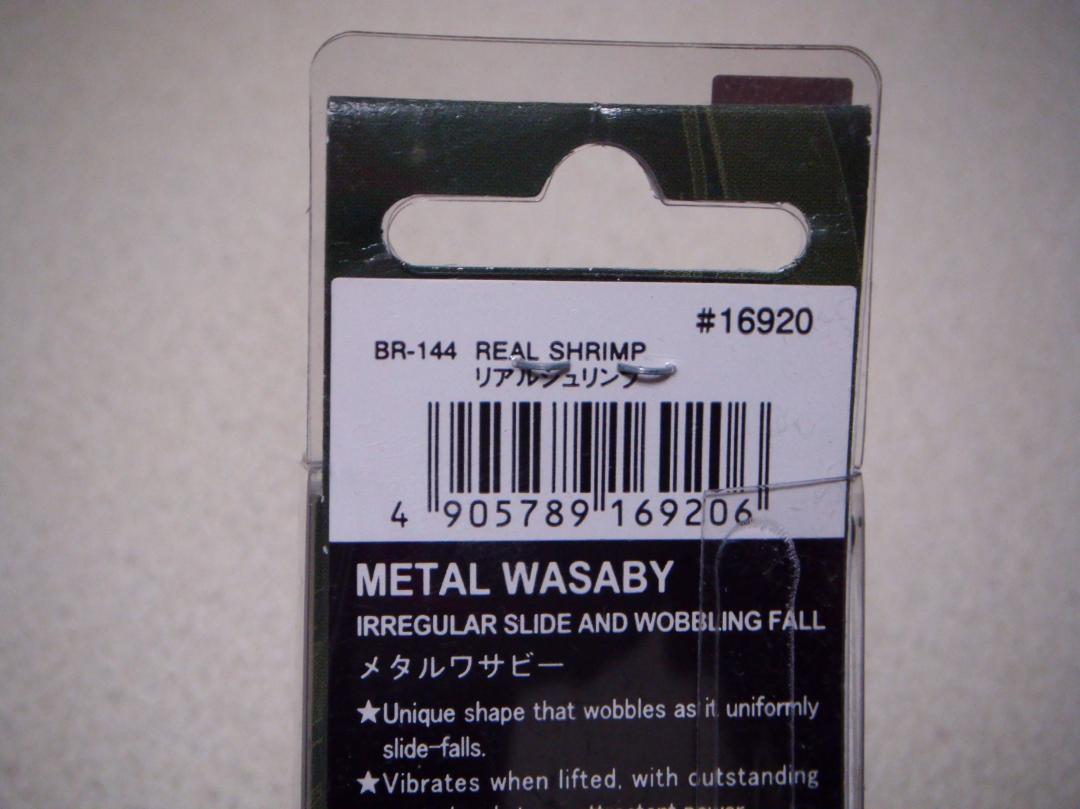 #16920
BR-144 REAL SHRIMP
リアルシュリンプ
4 905789 169206
METAL WASABY
IRREGULAR SLIDE AND WOBBLING FALL
メタルワサビー
★Unique shape that wobbles as it uniformly
slide-falls.
★Vibrates when lifted, with outstanding
power